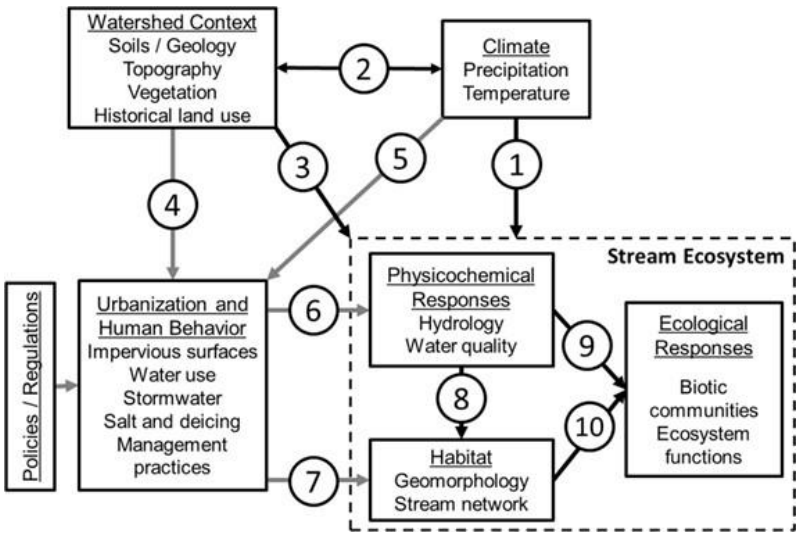 Watershed Context
Soils / Geology
Topography
Vegetation
Historical land use
2
Climate
Precipitation
Temperature
3
5
1
4
Stream Ecosystem
Policies / Regulations
Urbanization and
Human Behavior
Impervious surfaces
Water use
Stormwater
Salt and deicing
Management
practices
6
7
Physicochemical
Responses
Hydrology
Water quality
8
Habitat
Geomorphology
Stream network
9
10
Ecological
Responses
Biotic
communities
Ecosystem
functions